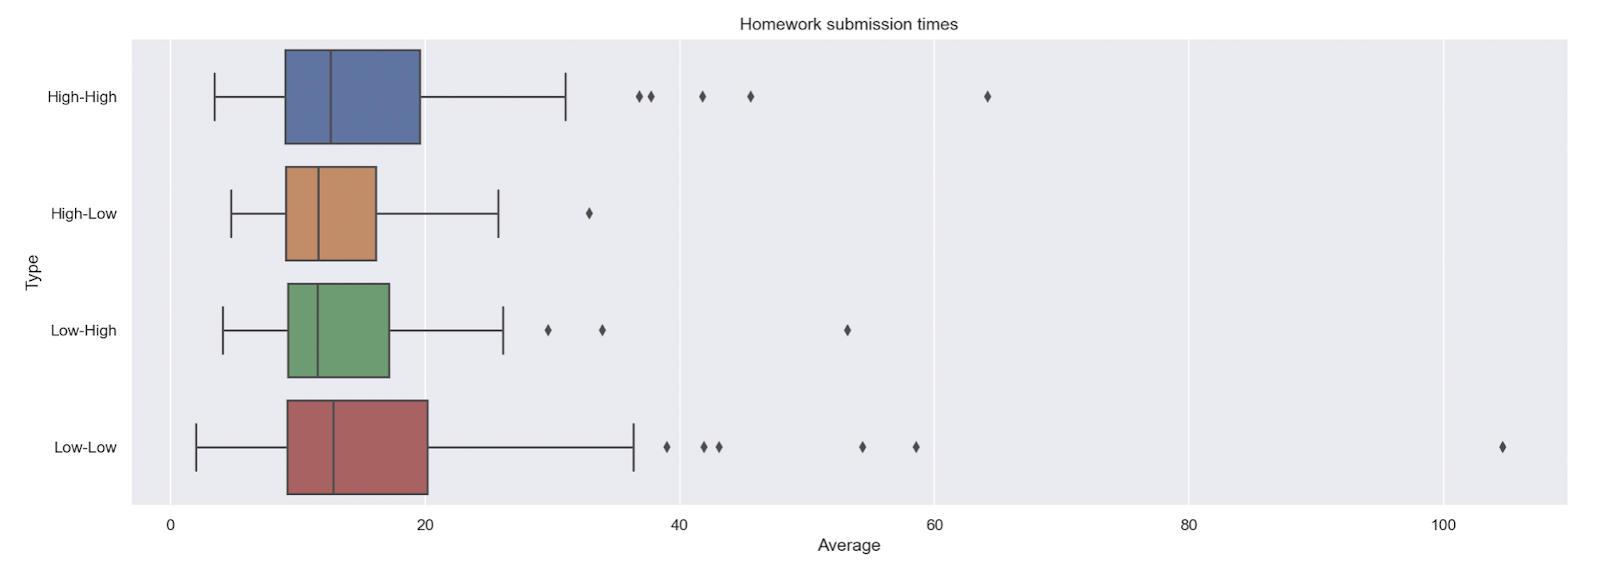 Homework submission times
High-High
High-Low
Low-High
Low-Low
Type
0 20 40 60 80 100
Average